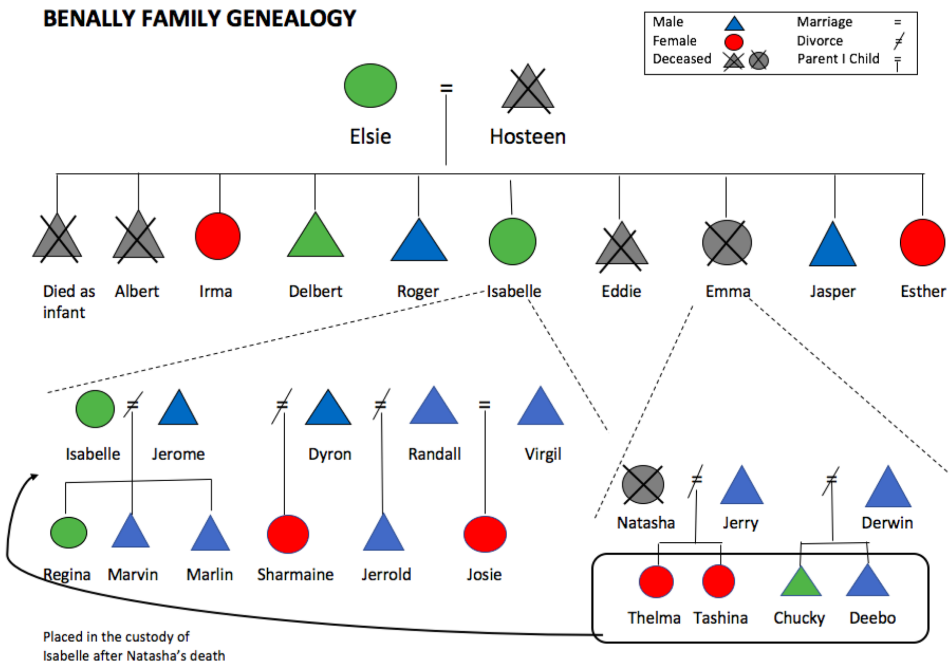 BENALLY FAMILY GENEALOGY
Male Marriage =
Female Divorce ≠
Deceased Parent I Child =
=
Elsie Hosteen
Died as
infant
Albert Irma Delbert Roger Isabelle Eddie Emma Jasper Esther
≠ ≠ ≠ =
Isabelle Jerome Dyron Randall Virgil
≠ ≠
Natasha Jerry Derwin
Regina Marvin Marlin Sharmaine Jerrold Josie
Thelma Tashina Chucky Deebo
Placed in the custody of
Isabelle after Natasha's death